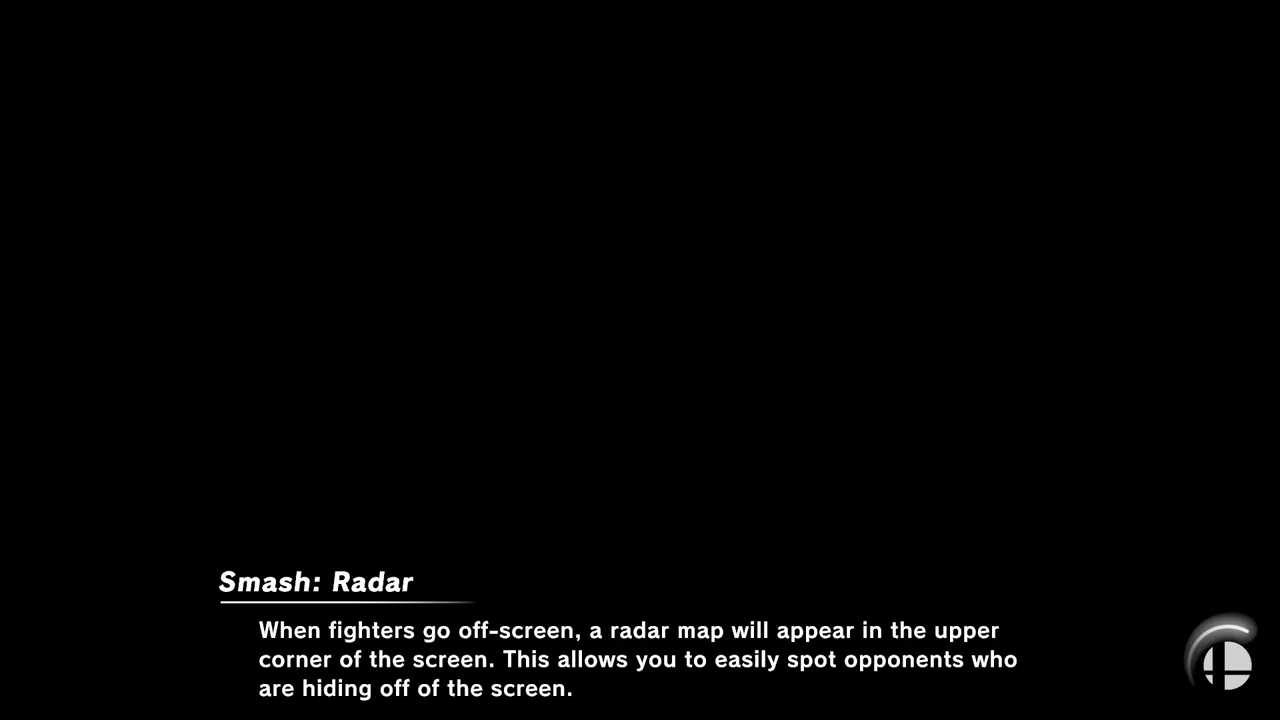 Smash: Radar
When fighters go off-screen, a radar map will appear in the upper
corner of the screen. This allows you to easily spot opponents who
are hiding off of the screen.